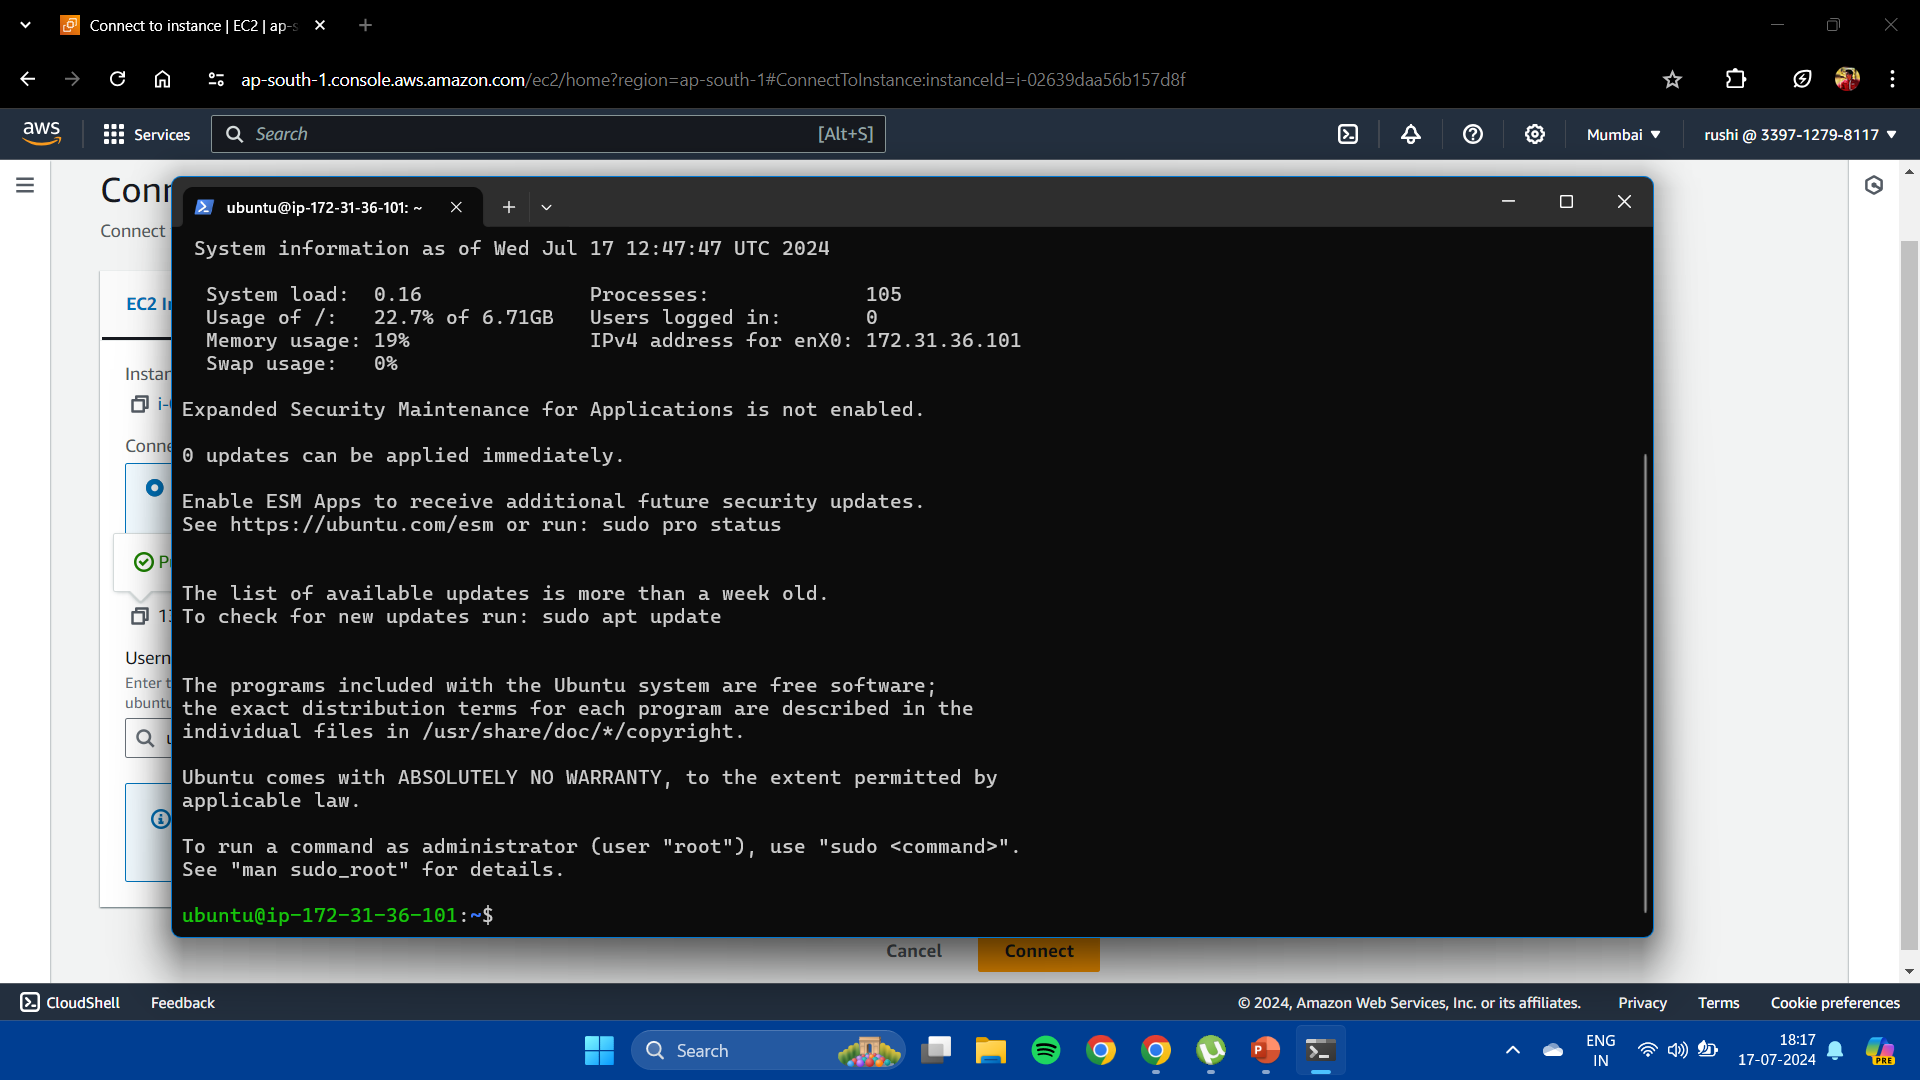 Connect to instance | EC2 | ap-s
ap-south-1.console.aws.amazon.com/ec2/home?region=ap-south-1#ConnectToInstance:instanceId=i-02639daa56b157d8f
aws
Services
Search
[Alt+S]
Mumbai
rushi @ 3397-1279-8117
Conn
Connect
EC2 In
Instan
i-
Conne
P
Usern
Enter t
ubuntu
ubuntu@ip-172-31-36-101: ~
System information as of Wed Jul 17 12:47:47 UTC 2024
System load: 0.16 Processes: 105
Usage of /: 22.7% of 6.71GB Users logged in: 0
Memory usage: 19% IPv4 address for enX0: 172.31.36.101
Swap usage: 0%
Expanded Security Maintenance for Applications is not enabled.
0 updates can be applied immediately.
Enable ESM Apps to receive additional future security updates.
See https://ubuntu.com/esm or run: sudo pro status
The list of available updates is more than a week old.
To check for new updates run: sudo apt update
The programs included with the Ubuntu system are free software;
the exact distribution terms for each program are described in the
individual files in /usr/share/doc/*/copyright.
Ubuntu comes with ABSOLUTELY NO WARRANTY, to the extent permitted by
applicable law.
To run a command as administrator (user "root"), use "sudo <command>".
See "man sudo_root" for details.
ubuntu@ip-172-31-36-101:~$
Cancel
Connect
CloudShell
Feedback
© 2024, Amazon Web Services, Inc. or its affiliates.
Privacy
Terms
Cookie preferences
Search
ENG
IN
18:17
17-07-2024
PRE